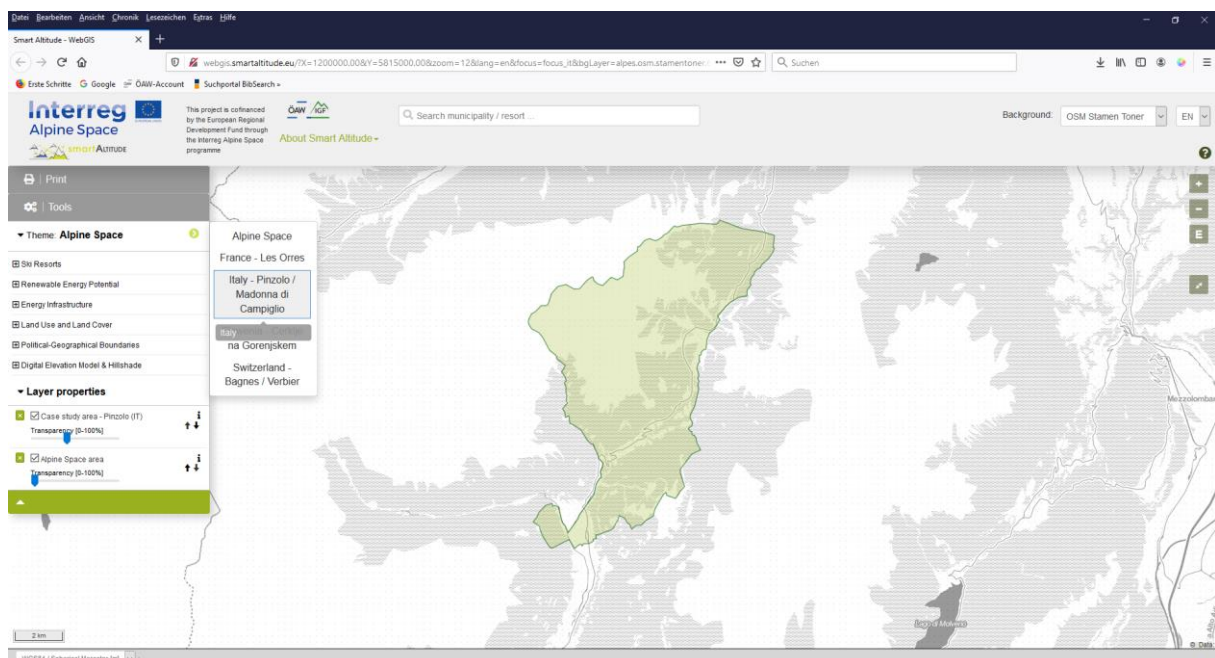 Datei Bearbeiten Ansicht Chronik Lesezeichen Extras Hilfe
Smart Altitude - WebGIS
webgis.smartaltitude.eu/?X=1200000.00&Y=5815000.00&zoom=12&lang=en&focus=focus_it&bgLayer=alpes.osm.stamentoner.
Suchen
Erste Schritte
Google
ÖAW-Account
Suchportal BibSearch »
Interreg
Alpine Space
smartALTITUDE
This project is cofinanced
by the European Regional
Development Fund through
the Interreg Alpine Space
programme
ÖAW
IGF
About Smart Altitude
Search municipality / resort ...
Background:
OSM Stamen Toner
EN
Print
Tools
Theme: Alpine Space
Ski Resorts
Renewable Energy Potential
Energy Infrastructure
Land Use and Land Cover
Political-Geographical Boundaries
Digital Elevation Model & Hillshade
Layer properties
Case study area - Pinzolo (IT)
Transparency [0-100%]
Alpine Space area
Transparency [0-100%]
Alpine Space
France - Les Orres
Italy - Pinzolo /
Madonna di
Campiglio
Italy
na Gorenjskem
Switzerland -
Bagnes / Verbier
E
Lago di Molveno
2 km
© Data